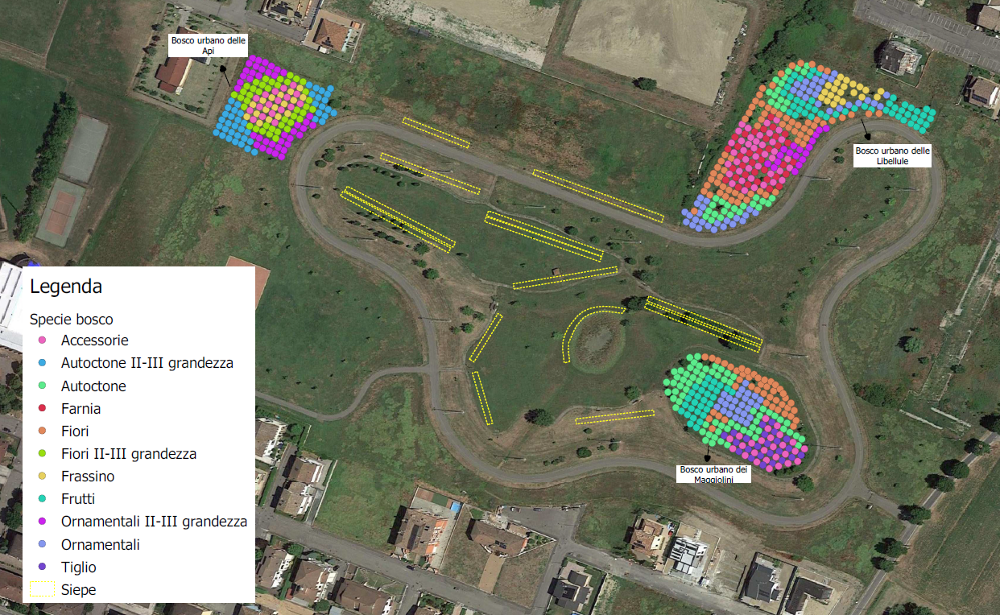 Bosco urbano delle
Api
Bosco urbano delle
Libellule
Bosco urbano dei
Maggiolini
Legenda
Specie bosco
Accessorie
Autoctone II-III grandezza
Autoctone
Farnia
Fiori
Fiori II-III grandezza
Frassino
Frutti
Ornamentali II-III grandezza
Ornamentali
Tiglio
Siepe